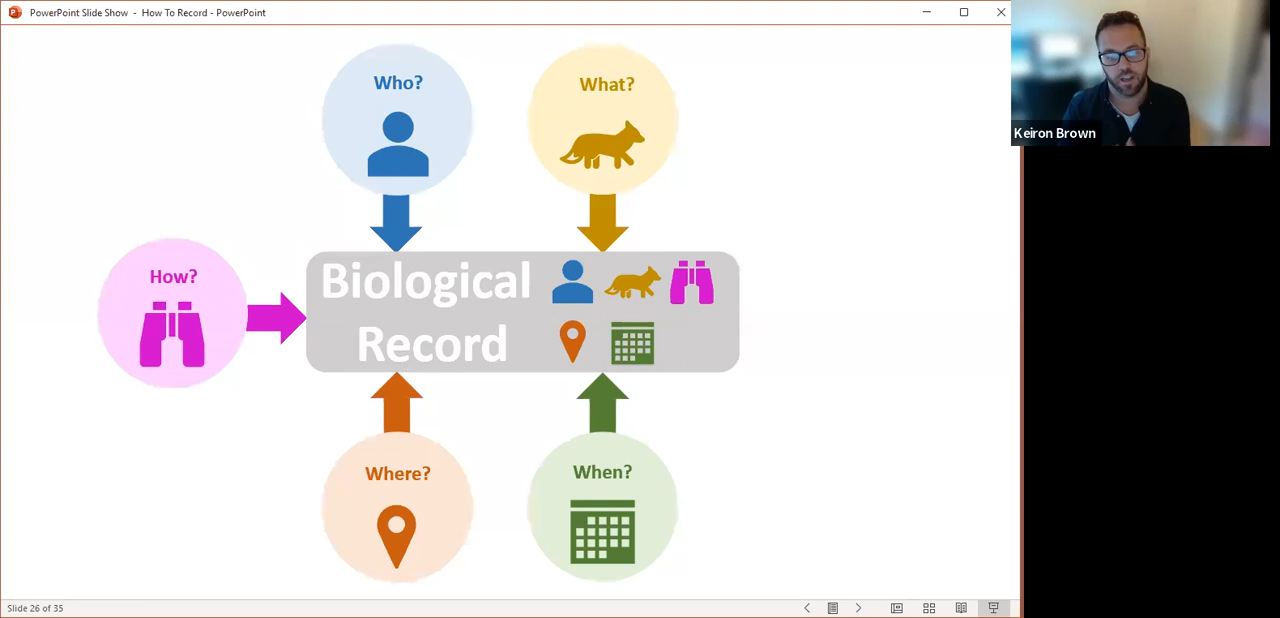 PowerPoint Slide Show - How To Record - PowerPoint
Keiron Brown
Who?
What?
How?
Biological
Record
Where?
When?
Slide 26 of 35